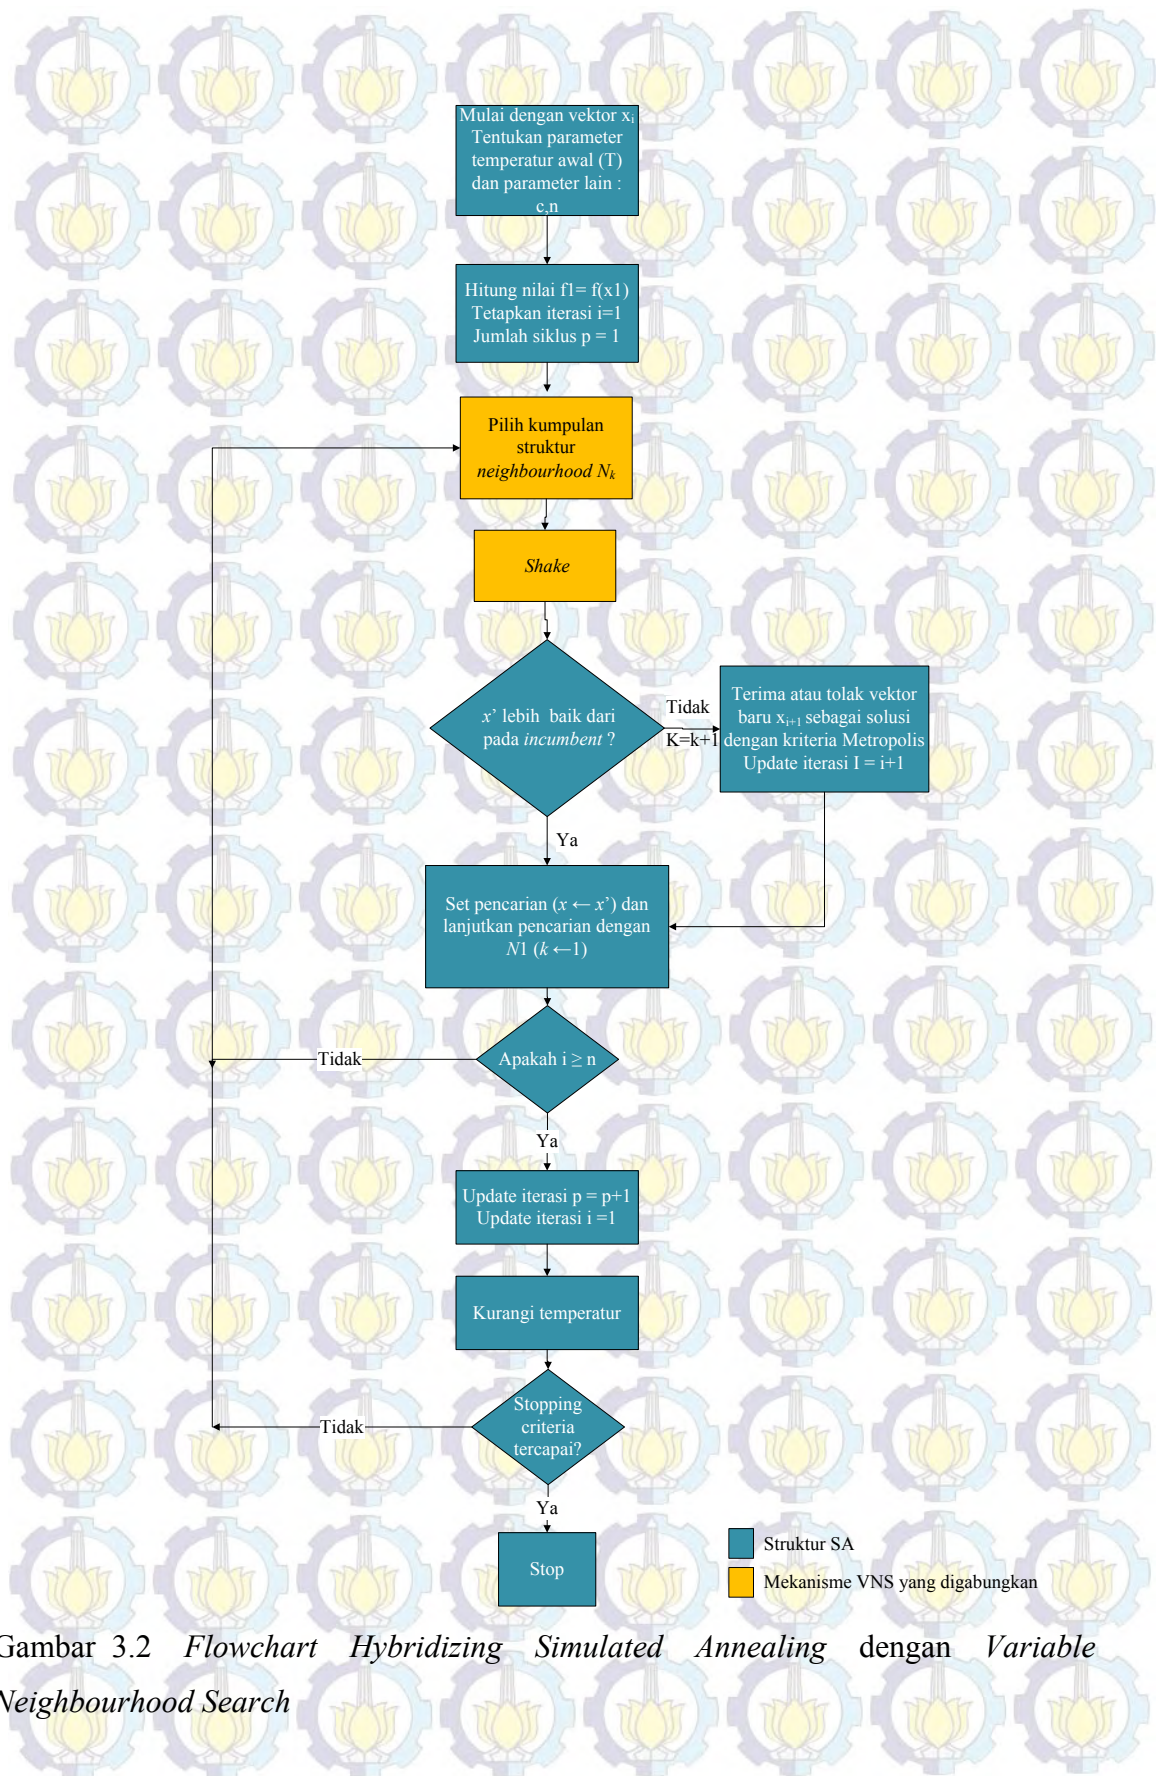 Mulai dengan vektor xᵢ
Tentukan parameter
temperatur awal (T)
dan parameter lain :
c,n
Hitung nilai f1= f(x1)
Tetapkan iterasi i=1
Jumlah siklus p = 1
Pilih kumpulan
struktur
neighbourhood Nₖ
Shake
x’ lebih baik dari
pada incumbent ?
Tidak
K=k+1
Terima atau tolak vektor
baru xᵢ₊₁ sebagai solusi
dengan kriteria Metropolis
Update iterasi I = i+1
Ya
Set pencarian (x ← x’) dan
lanjutkan pencarian dengan
N1 (k ←1)
Apakah i ≥ n
Tidak
Ya
Update iterasi p = p+1
Update iterasi i =1
Kurangi temperatur
Stopping
criteria
tercapai?
Tidak
Ya
Stop
Struktur SA
Mekanisme VNS yang digabungkan
Gambar 3.2 Flowchart Hybridizing Simulated Annealing dengan Variable
Neighbourhood Search